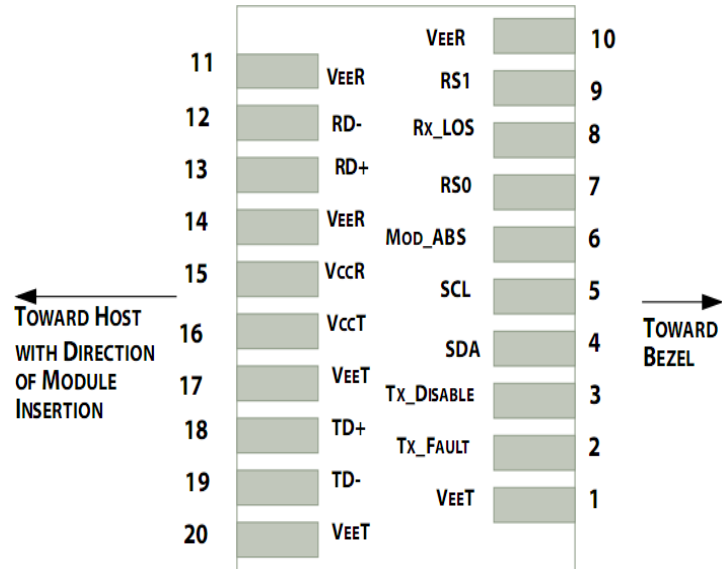 VEER 10
11 VEER
RS1 9
12 RD-
RX_LOS 8
13 RD+
RS0 7
14 VEER
MOD_ABS 6
15 VCCR
SCL 5
16 VCCT
SDA 4
17 VEET
TX_DISABLE 3
18 TD+
TX_FAULT 2
19 TD-
VEET 1
20 VEET
TOWARD HOST
WITH DIRECTION
OF MODULE
INSERTION
TOWARD
BEZEL